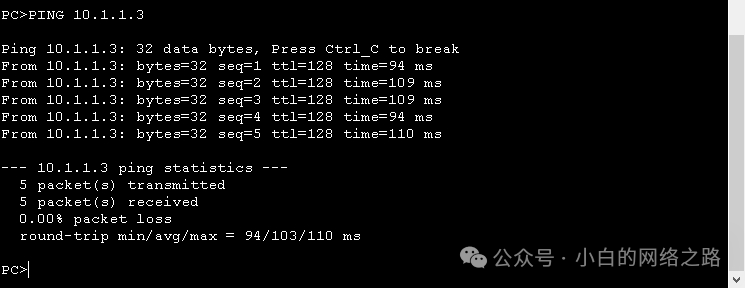 PC>PING 10.1.1.3
Ping 10.1.1.3: 32 data bytes, Press Ctrl_C to break
From 10.1.1.3: bytes=32 seq=1 ttl=128 time=94 ms
From 10.1.1.3: bytes=32 seq=2 ttl=128 time=109 ms
From 10.1.1.3: bytes=32 seq=3 ttl=128 time=109 ms
From 10.1.1.3: bytes=32 seq=4 ttl=128 time=94 ms
From 10.1.1.3: bytes=32 seq=5 ttl=128 time=110 ms
--- 10.1.1.3 ping statistics ---
5 packet(s) transmitted
5 packet(s) received
0.00% packet loss
round-trip min/avg/max = 94/103/110 ms
公众号 · 小白的网络之路
PC>